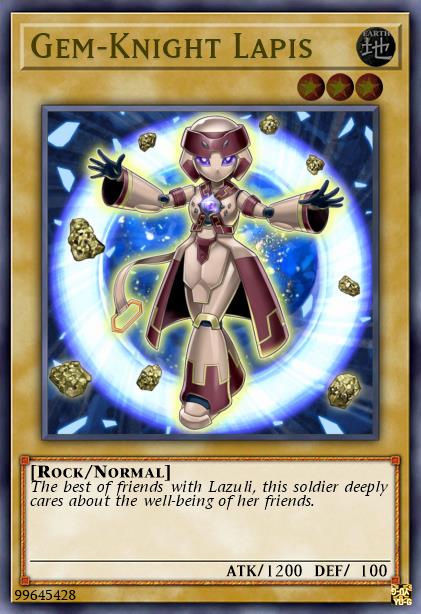 Gem-Knight Lapis
EARTH
地
[Rock/Normal]
The best of friends with Lazuli, this soldier deeply
cares about the well-being of her friends.
ATK/1200 DEF/ 100
99645428